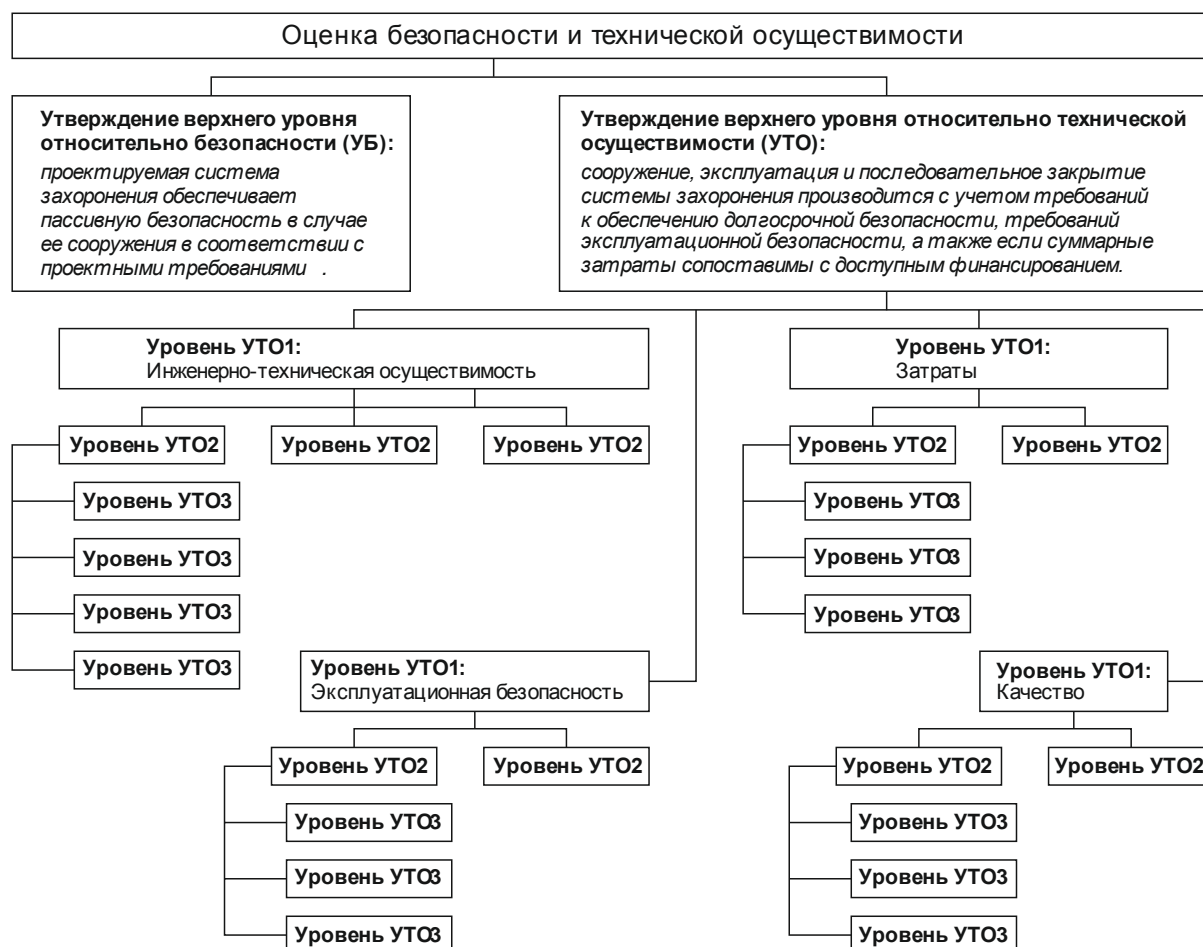 Оценка безопасности и технической осуществимости
Утверждение верхнего уровня
относительно безопасности (УБ):
проектируемая система
захоронения обеспечивает
пассивную безопасность в случае
ее сооружения в соответствии с
проектными требованиями .
Утверждение верхнего уровня относительно технической
осуществимости (УТО):
сооружение, эксплуатация и последовательное закрытие
системы захоронения производится с учетом требований
к обеспечению долгосрочной безопасности, требований
эксплуатационной безопасности, а также если суммарные
затраты сопоставимы с доступным финансированием.
Уровень УТО1:
Инженерно-техническая осуществимость
Уровень УТО2
Уровень УТО2
Уровень УТО2
Уровень УТО3
Уровень УТО3
Уровень УТО3
Уровень УТО3
Уровень УТО1:
Затраты
Уровень УТО2
Уровень УТО2
Уровень УТО3
Уровень УТО3
Уровень УТО3
Уровень УТО1:
Эксплуатационная безопасность
Уровень УТО2
Уровень УТО2
Уровень УТО3
Уровень УТО3
Уровень УТО3
Уровень УТО1:
Качество
Уровень УТО2
Уровень УТО2
Уровень УТО3
Уровень УТО3
Уровень УТО3